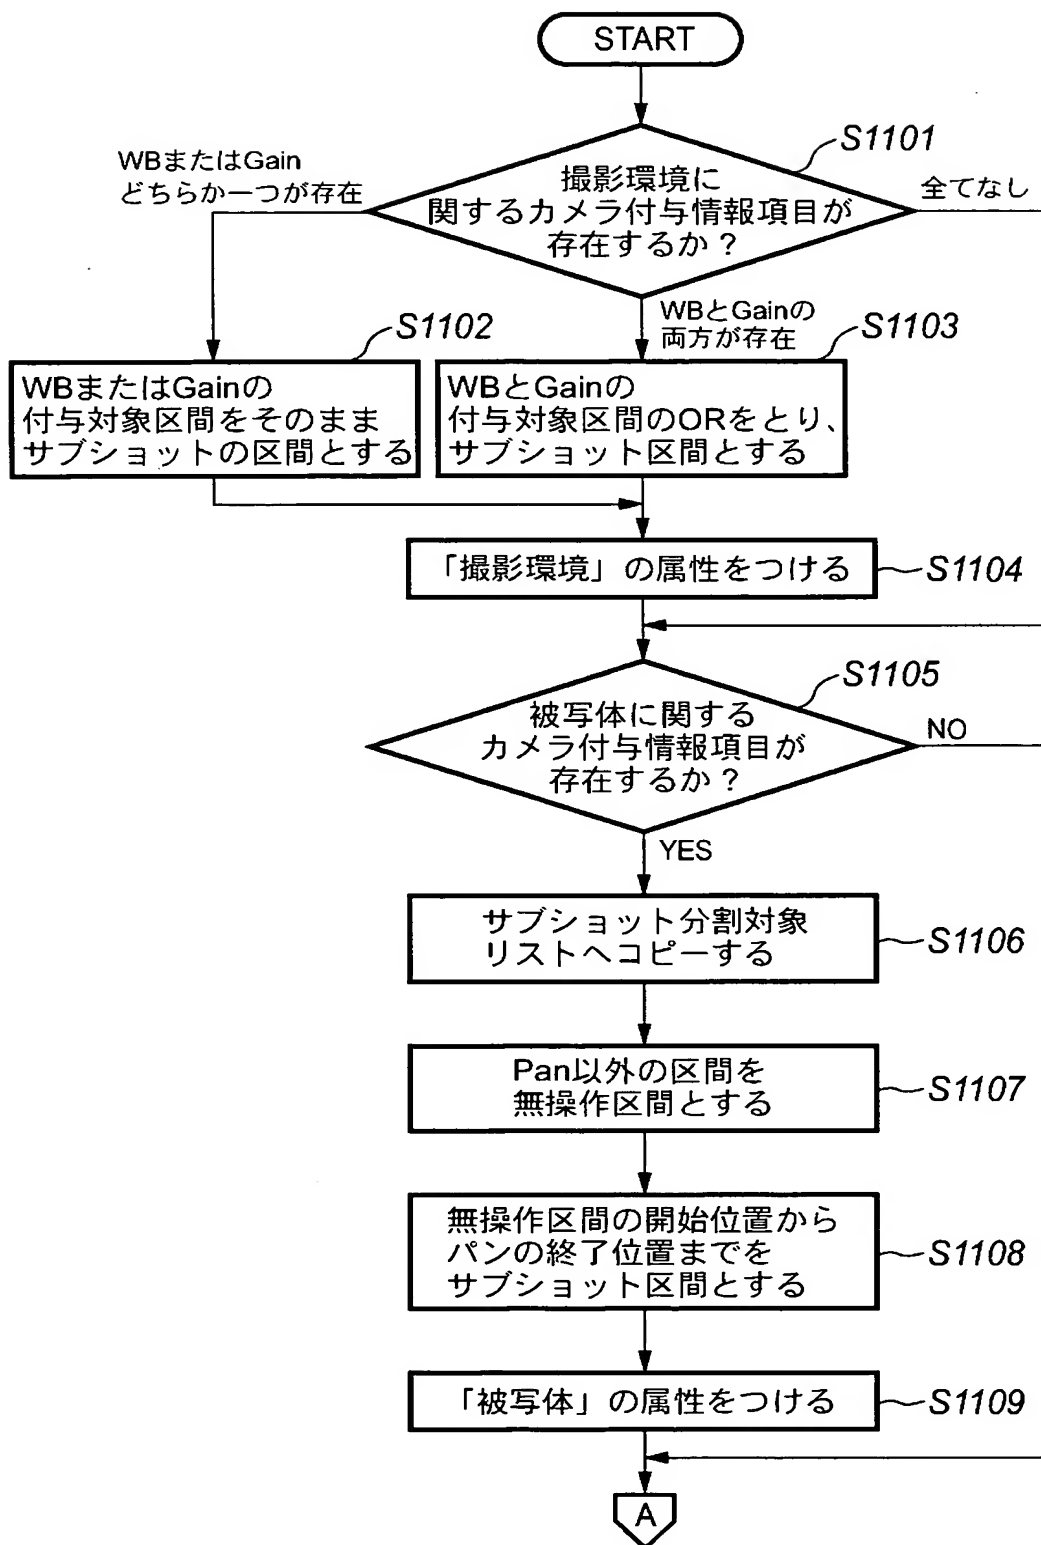 START
S1101
WBまたはGain
どちらか一つが存在
撮影環境に
関するカメラ付与情報項目が
存在するか？
全てなし
WBとGainの
両方が存在
S1102
S1103
WBまたはGainの
付与対象区間をそのまま
サブショットの区間とする
WBとGainの
付与対象区間のORをとり、
サブショット区間とする
「撮影環境」の属性をつける
S1104
S1105
被写体に関する
カメラ付与情報項目が
存在するか？
NO
YES
サブショット分割対象
リストへコピーする
S1106
Pan以外の区間を
無操作区間とする
S1107
無操作区間の開始位置から
パンの終了位置までを
サブショット区間とする
S1108
「被写体」の属性をつける
S1109
A